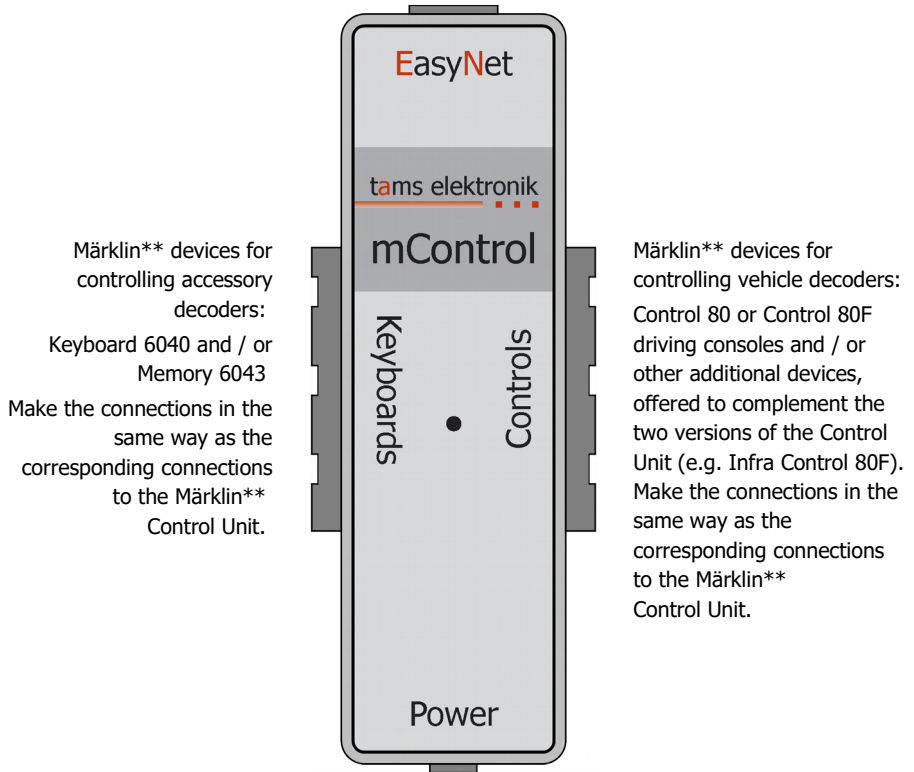 EasyNet
tams elektronik
mControl
Keyboards
Controls
Power
Märklin** devices for
controlling accessory
decoders:
Keyboard 6040 and / or
Memory 6043
Make the connections in the
same way as the
corresponding connections
to the Märklin**
Control Unit.
Märklin** devices for
controlling vehicle decoders:
Control 80 or Control 80F
driving consoles and / or
other additional devices,
offered to complement the
two versions of the Control
Unit (e.g. Infra Control 80F).
Make the connections in the
same way as the
corresponding connections
to the Märklin**
Control Unit.